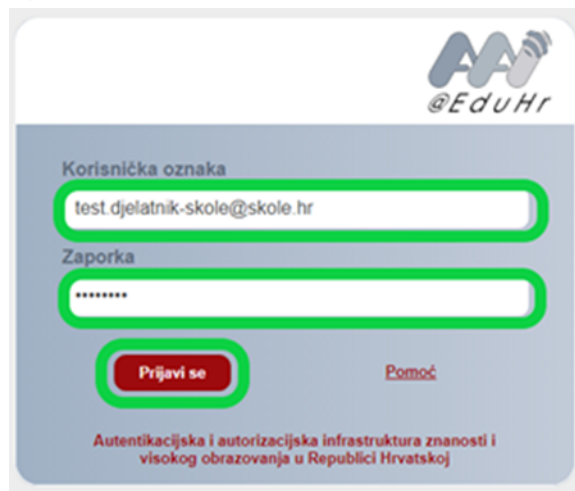 AAI
@EduHr
Korisnička oznaka
test.djelatnik-skole@skole.hr
Zaporka
••••••••
Prijavi se
Pomoć
Autentikacijska i autorizacijska infrastruktura znanosti i
visokog obrazovanja u Republici Hrvatskoj